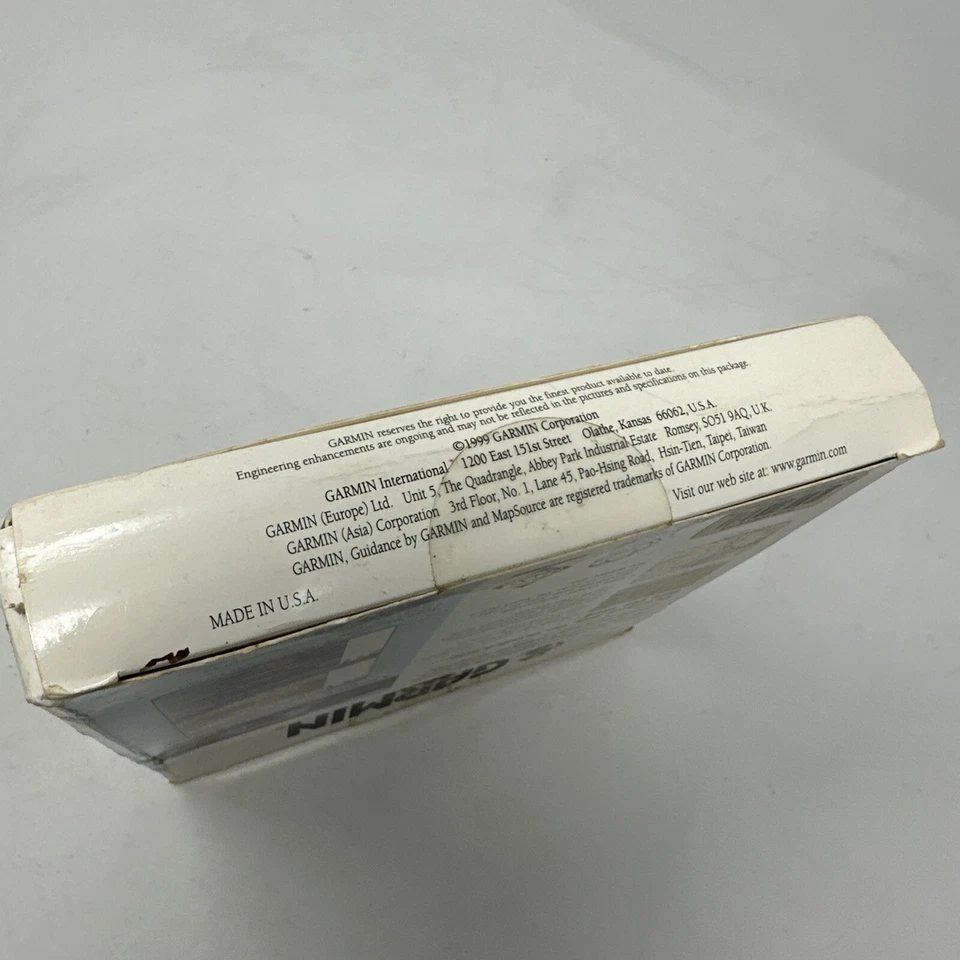 GARMIN reserves the right to provide you the finest product available to date.
Engineering enhancements are ongoing and may not be reflected in the pictures and specifications on this package.
©1999 GARMIN Corporation
GARMIN International 1200 East 151st Street Olathe, Kansas 66062, U.S.A.
GARMIN (Europe) Ltd. Unit 5, The Quadrangle, Abbey Park Industrial Estate Romsey, SO51 9AQ, U.K.
GARMIN (Asia) Corporation 3rd Floor, No. 1, Lane 45, Pao-Hsing Road, Hsin-Tien, Taipei, Taiwan
GARMIN, Guidance by GARMIN and MapSource are registered trademarks of GARMIN Corporation.
Visit our web site at: www.garmin.com
MADE IN U.S.A.
GARMIN